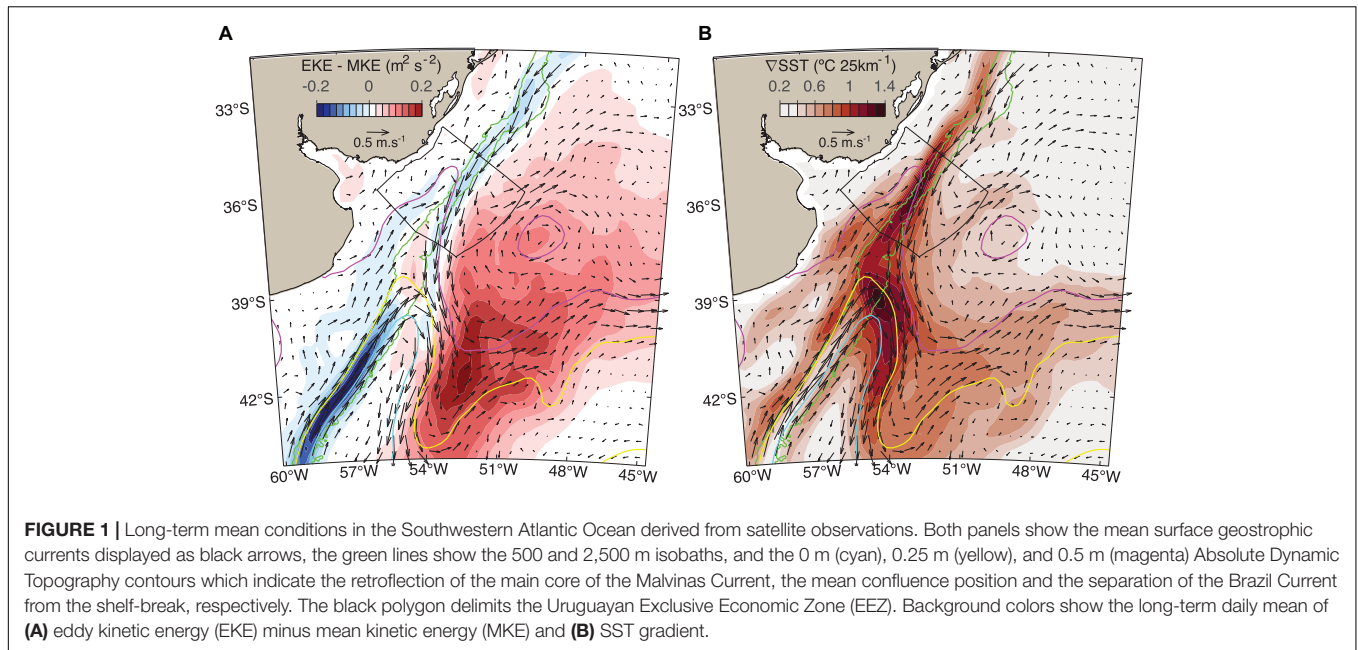 A
B
EKE - MKE (m² s⁻²)
-0.2 0 0.2
0.5 m.s⁻¹
33°S
36°S
39°S
42°S
60°W 57°W 54°W 51°W 48°W 45°W
∇SST (ºC 25km⁻¹)
0.2 0.6 1 1.4
0.5 m.s⁻¹
33°S
36°S
39°S
42°S
60°W 57°W 54°W 51°W 48°W 45°W
FIGURE 1 | Long-term mean conditions in the Southwestern Atlantic Ocean derived from satellite observations. Both panels show the mean surface geostrophic
currents displayed as black arrows, the green lines show the 500 and 2,500 m isobaths, and the 0 m (cyan), 0.25 m (yellow), and 0.5 m (magenta) Absolute Dynamic
Topography contours which indicate the retroflection of the main core of the Malvinas Current, the mean confluence position and the separation of the Brazil Current
from the shelf-break, respectively. The black polygon delimits the Uruguayan Exclusive Economic Zone (EEZ). Background colors show the long-term daily mean of
(A) eddy kinetic energy (EKE) minus mean kinetic energy (MKE) and (B) SST gradient.